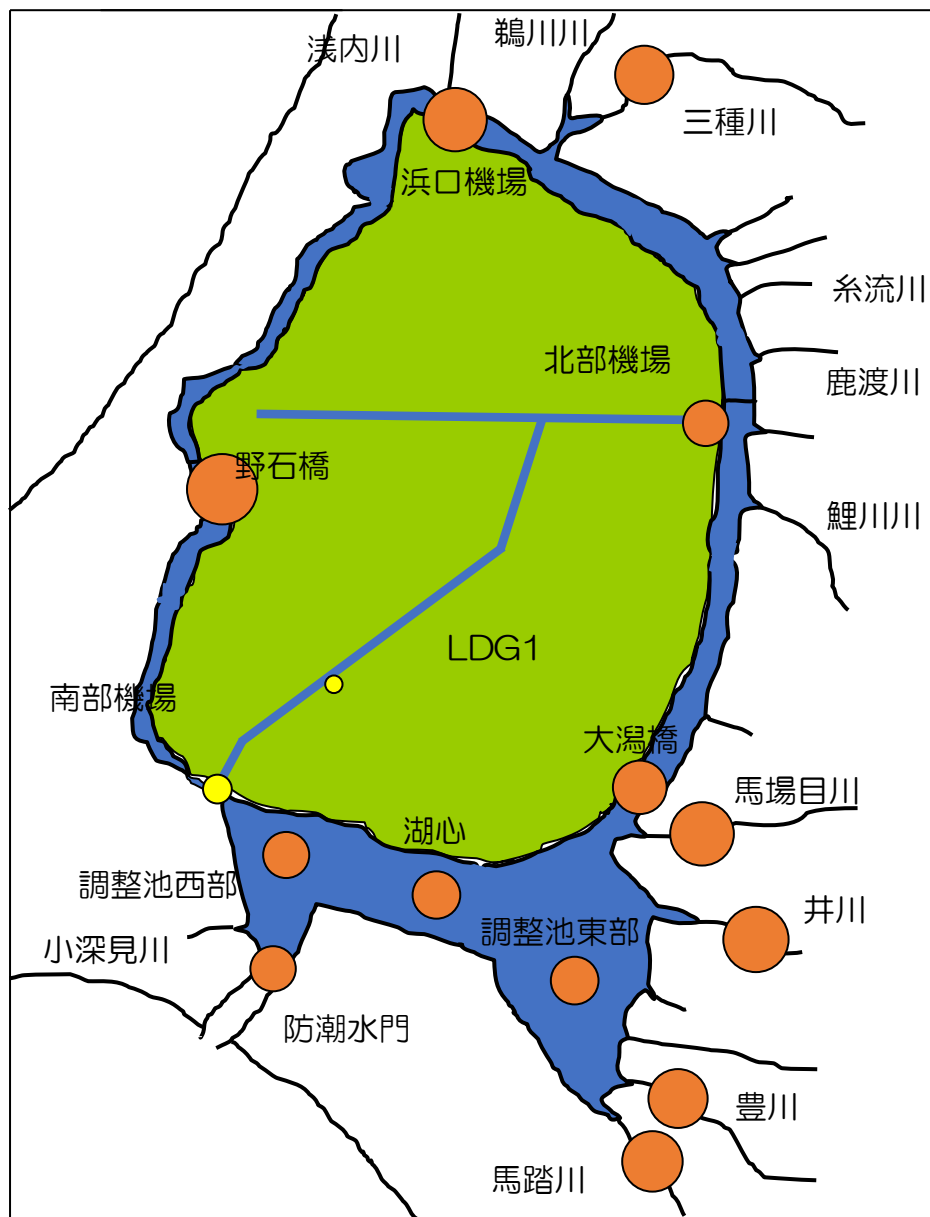 鵜川川
浅内川
三種川
浜口機場
糸流川
北部機場
鹿渡川
野石橋
鯉川川
LDG1
南部機場
大潟橋
馬場目川
湖心
調整池西部
井川
調整池東部
小深見川
防潮水門
豊川
馬踏川